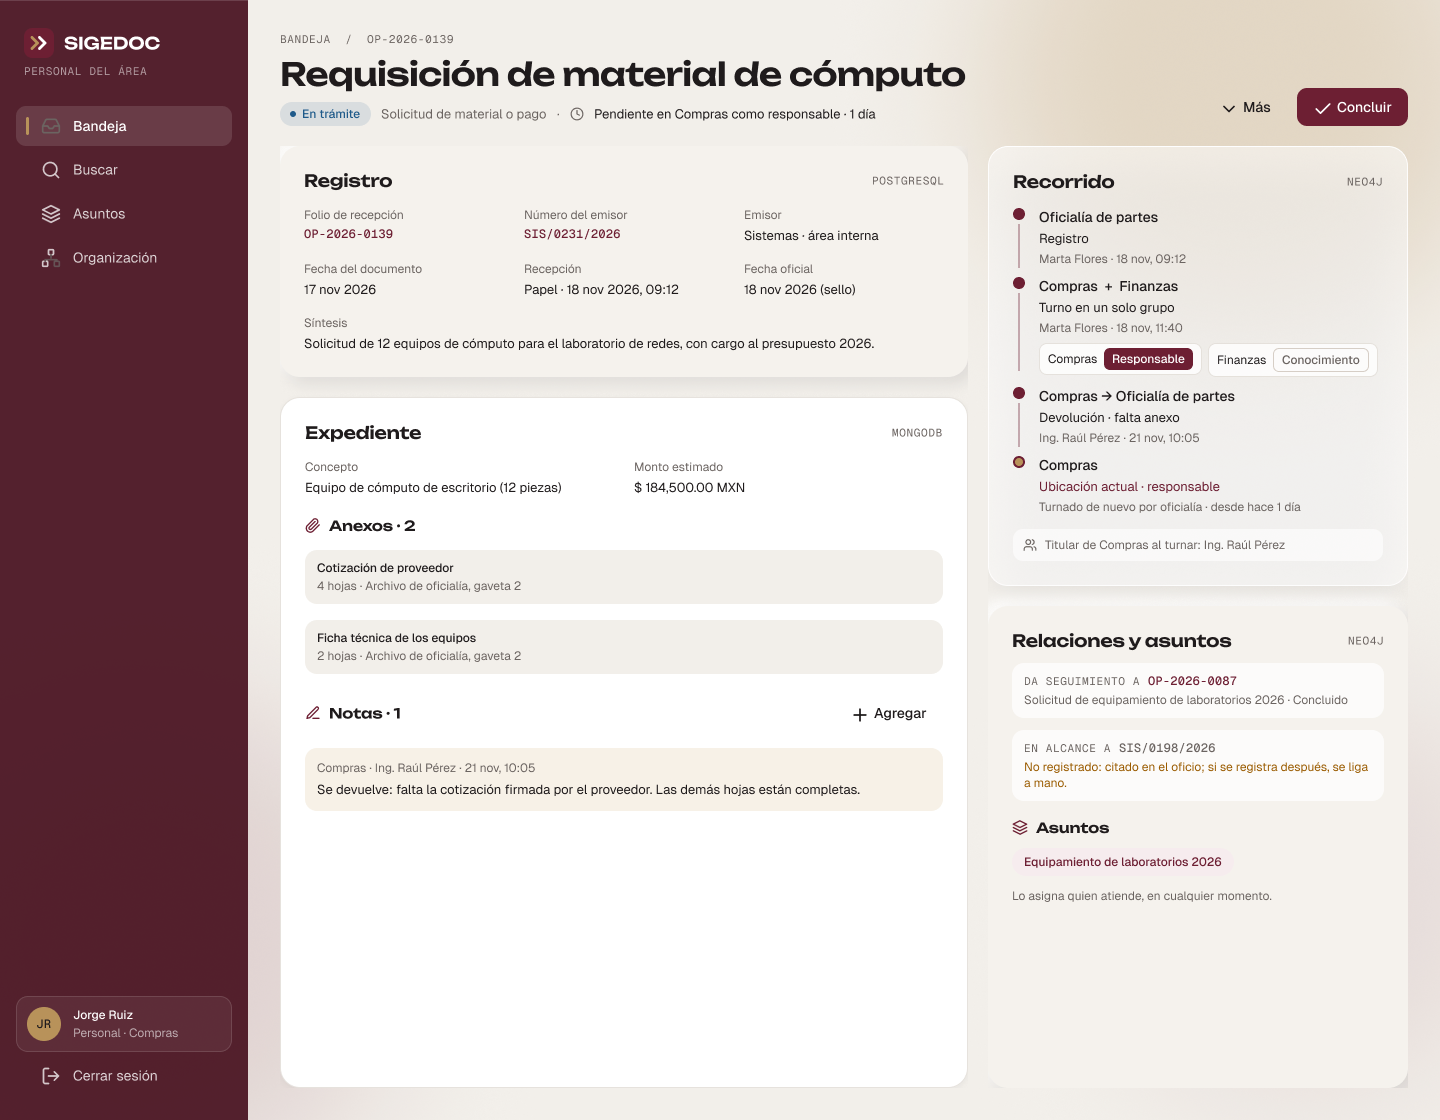 SIGEDOC
PERSONAL DEL ÁREA
Bandeja
Buscar
Asuntos
Organización
JR
Jorge Ruiz
Personal · Compras
Cerrar sesión
BANDEJA / OP-2026-0139
Requisición de material de cómputo
En trámite Solicitud de material o pago · Pendiente en Compras como responsable · 1 día
Más
Concluir
Registro POSTGRESQL
Folio de recepción Número del emisor Emisor
OP-2026-0139 SIS/0231/2026 Sistemas · área interna
Fecha del documento Recepción Fecha oficial
17 nov 2026 Papel · 18 nov 2026, 09:12 18 nov 2026 (sello)
Síntesis
Solicitud de 12 equipos de cómputo para el laboratorio de redes, con cargo al presupuesto 2026.
Expediente MONGODB
Concepto Monto estimado
Equipo de cómputo de escritorio (12 piezas) $ 184,500.00 MXN
Anexos · 2
Cotización de proveedor
4 hojas · Archivo de oficialía, gaveta 2
Ficha técnica de los equipos
2 hojas · Archivo de oficialía, gaveta 2
Notas · 1 Agregar
Compras · Ing. Raúl Pérez · 21 nov, 10:05
Se devuelve: falta la cotización firmada por el proveedor. Las demás hojas están completas.
Recorrido NEO4J
Oficialía de partes
Registro
Marta Flores · 18 nov, 09:12
Compras + Finanzas
Turno en un solo grupo
Marta Flores · 18 nov, 11:40
Compras Responsable Finanzas Conocimiento
Compras → Oficialía de partes
Devolución · falta anexo
Ing. Raúl Pérez · 21 nov, 10:05
Compras
Ubicación actual · responsable
Turnado de nuevo por oficialía · desde hace 1 día
Titular de Compras al turnar: Ing. Raúl Pérez
Relaciones y asuntos NEO4J
DA SEGUIMIENTO A OP-2026-0087
Solicitud de equipamiento de laboratorios 2026 · Concluido
EN ALCANCE A SIS/0198/2026
No registrado: citado en el oficio; si se registra después, se liga
a mano.
Asuntos
Equipamiento de laboratorios 2026
Lo asigna quien atiende, en cualquier momento.